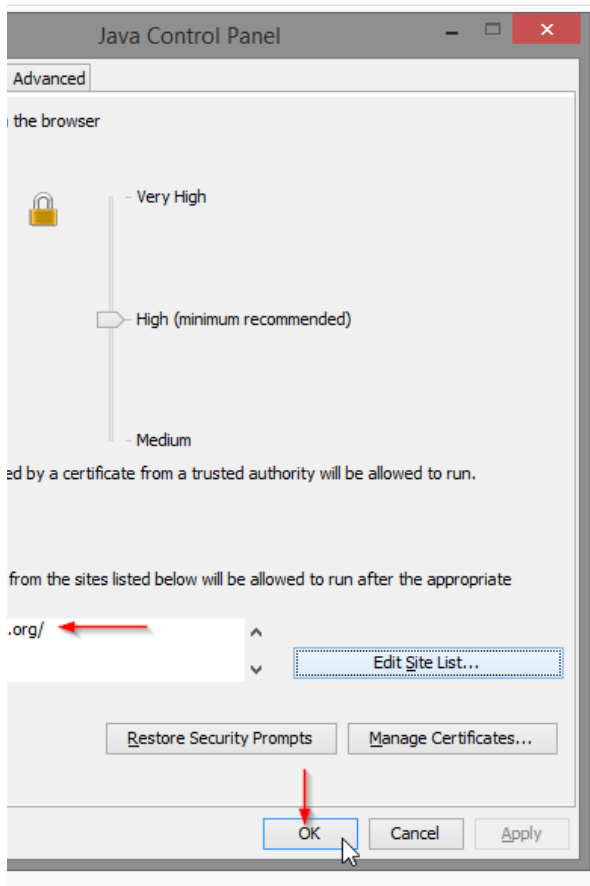 Java Control Panel
Advanced
the browser
Very High
High (minimum recommended)
Medium
ed by a certificate from a trusted authority will be allowed to run.
from the sites listed below will be allowed to run after the appropriate
.org/
Edit Site List...
Restore Security Prompts
Manage Certificates...
OK
Cancel
Apply